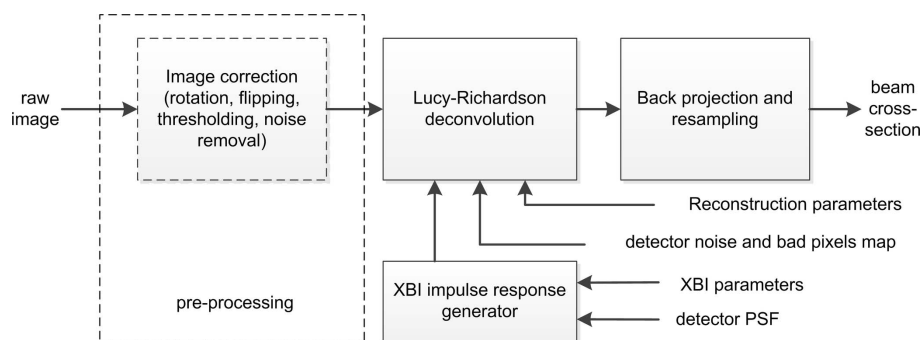 raw
image
Image correction
(rotation, flipping,
thresholding, noise
removal)
Lucy-Richardson
deconvolution
Back projection and
resampling
beam
cross-
section
Reconstruction parameters
detector noise and bad pixels map
XBI impulse response
generator
XBI parameters
detector PSF
pre-processing